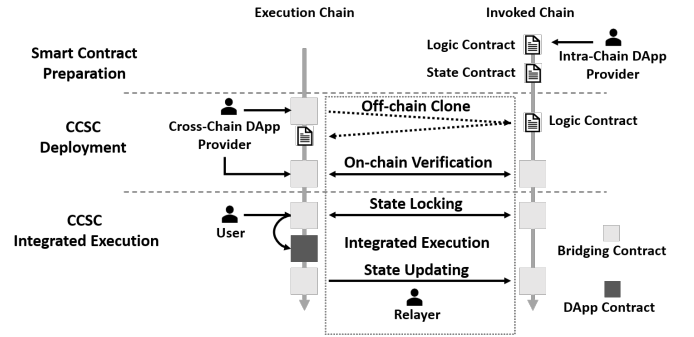 Execution Chain
Invoked Chain
Smart Contract
Preparation
Logic Contract
State Contract
Intra-Chain DApp
Provider
CCSC
Deployment
Cross-Chain DApp
Provider
Off-chain Clone
Logic Contract
On-chain Verification
CCSC
Integrated Execution
User
State Locking
Integrated Execution
State Updating
Relayer
Bridging Contract
DApp Contract